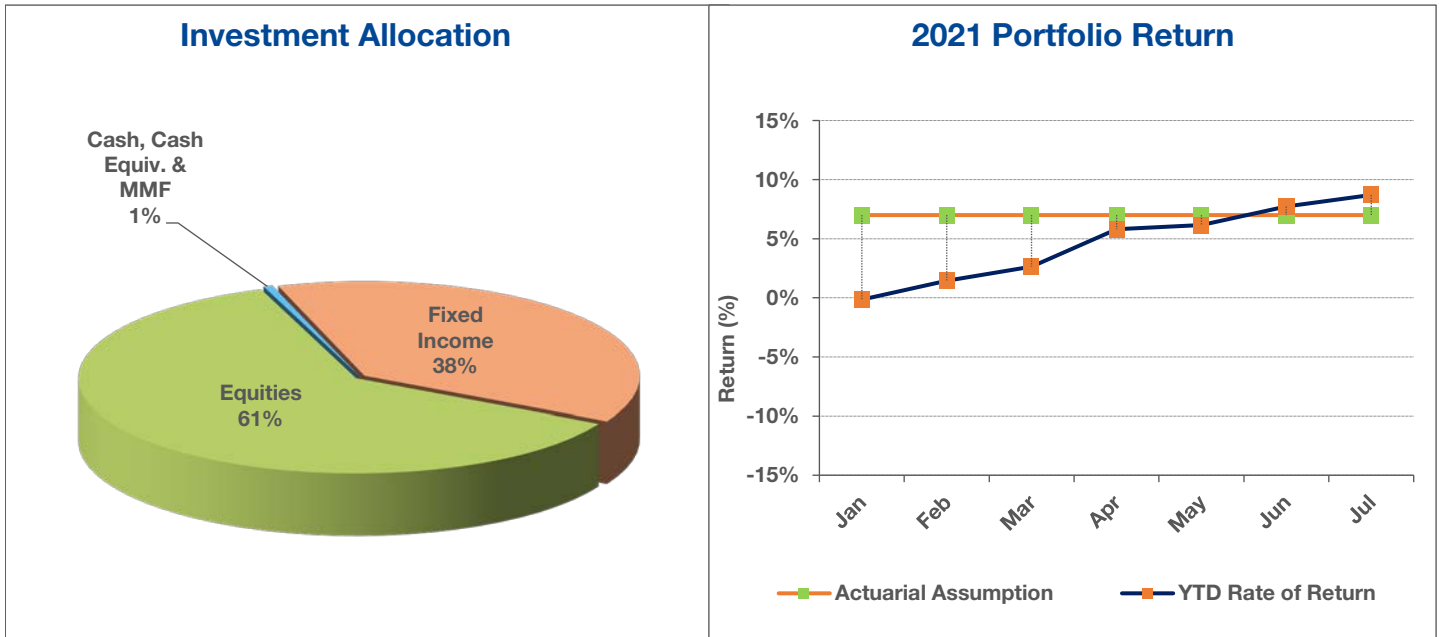 Investment Allocation
Cash, Cash
Equiv. &
MMF
1%
Fixed
Income
38%
Equities
61%
2021 Portfolio Return
Return (%)
15%
10%
5%
0%
-5%
-10%
-15%
Jan
Feb
Mar
Apr
May
Jun
Jul
Actuarial Assumption
YTD Rate of Return